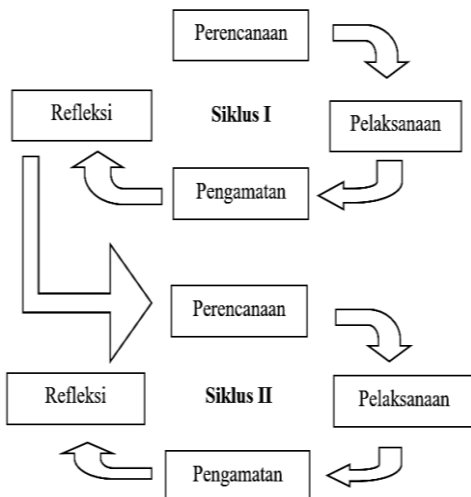 Perencanaan
Refleksi
Siklus I
Pelaksanaan
Pengamatan
Perencanaan
Refleksi
Siklus II
Pelaksanaan
Pengamatan